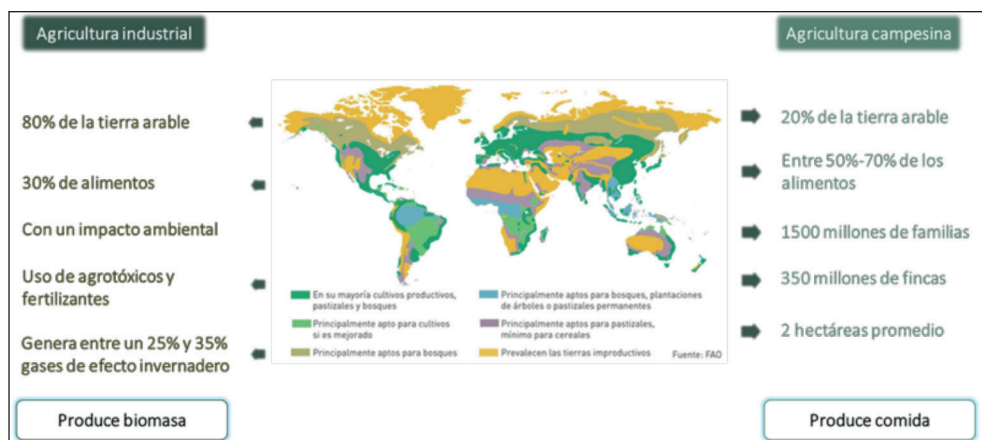 Agricultura industrial
80% de la tierra arable
30% de alimentos
Con un impacto ambiental
Uso de agrotóxicos y
fertilizantes
Genera entre un 25% y 35%
gases de efecto invernadero
Produce biomasa
En su mayoría cultivos productivos,
pastizales y bosques
Principalmente apto para cultivos
si es mejorado
Principalmente aptos para bosques
Principalmente aptos para bosques, plantaciones
de árboles o pastizales permanentes
Principalmente aptos para pastizales,
mínimo para cereales
Prevalecen las tierras improductivos
Fuente: FAO
Agricultura campesina
20% de la tierra arable
Entre 50%-70% de los
alimentos
1500 millones de familias
350 millones de fincas
2 hectáreas promedio
Produce comida